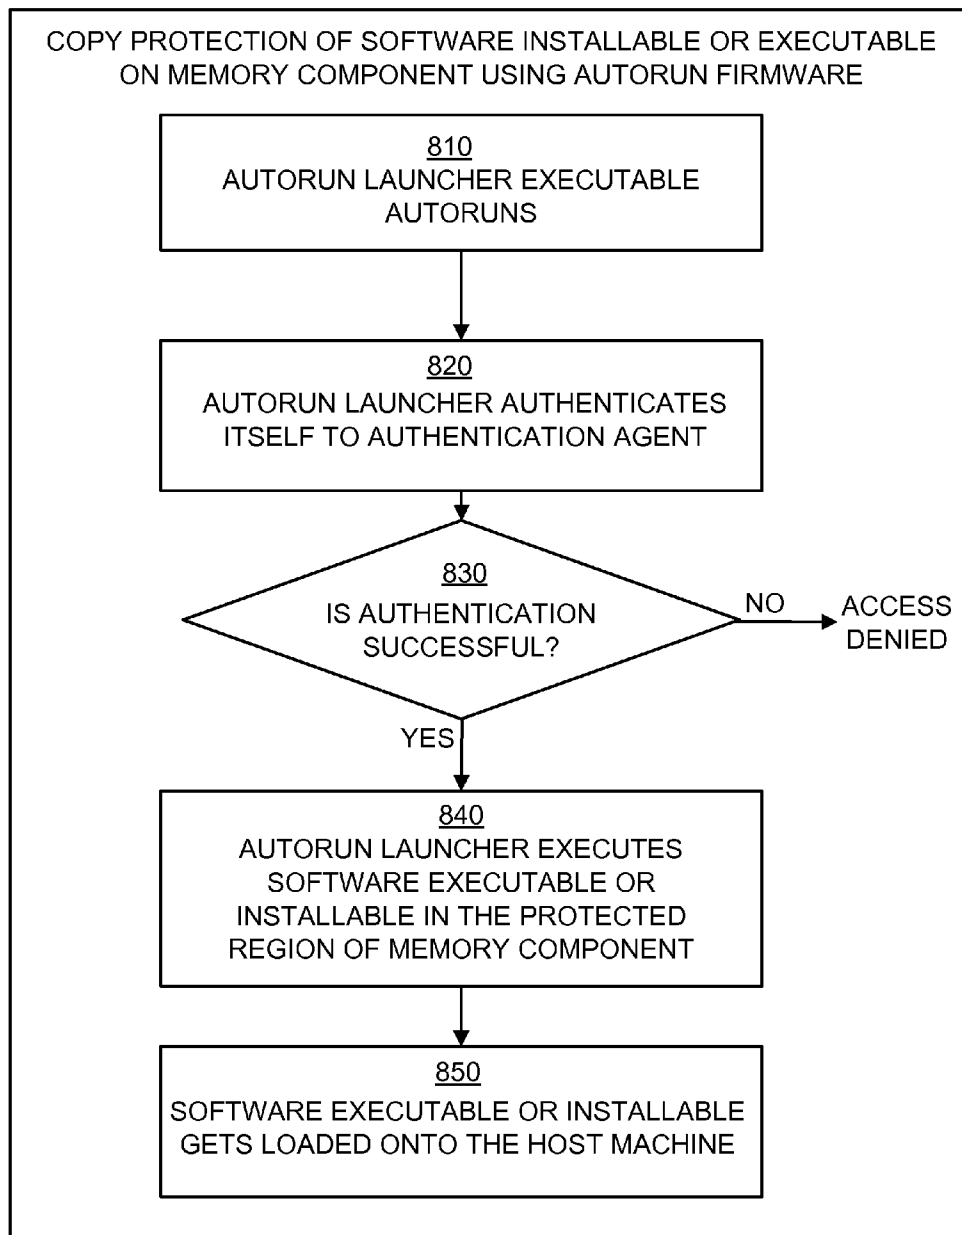 COPY PROTECTION OF SOFTWARE INSTALLABLE OR EXECUTABLE
ON MEMORY COMPONENT USING AUTORUN FIRMWARE
810
AUTORUN LAUNCHER EXECUTABLE
AUTORUNS
820
AUTORUN LAUNCHER AUTHENTICATES
ITSELF TO AUTHENTICATION AGENT
830
IS AUTHENTICATION
SUCCESSFUL?
NO
ACCESS
DENIED
YES
840
AUTORUN LAUNCHER EXECUTES
SOFTWARE EXECUTABLE OR
INSTALLABLE IN THE PROTECTED
REGION OF MEMORY COMPONENT
850
SOFTWARE EXECUTABLE OR INSTALLABLE
GETS LOADED ONTO THE HOST MACHINE